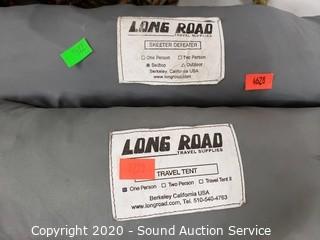 LONG ROAD
TRAVEL SUPPLIES
SKEETER DEFEATER
One Person Two Person
Bedtop Outdoor
Berkeley, California USA
www.longroad.com
4628
LONG ROAD
TRAVEL SUPPLIES
TRAVEL TENT
One Person Two Person Travel Tent II
Berkeley California USA
www.longroad.com, Tel. 510-540-4763
Copyright © 2020 - Sound Auction Service